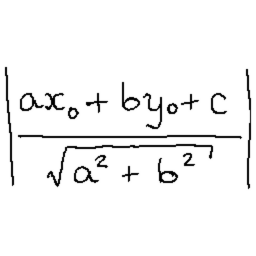 |ax₀ + by₀ + c|
|√(a² + b²)|